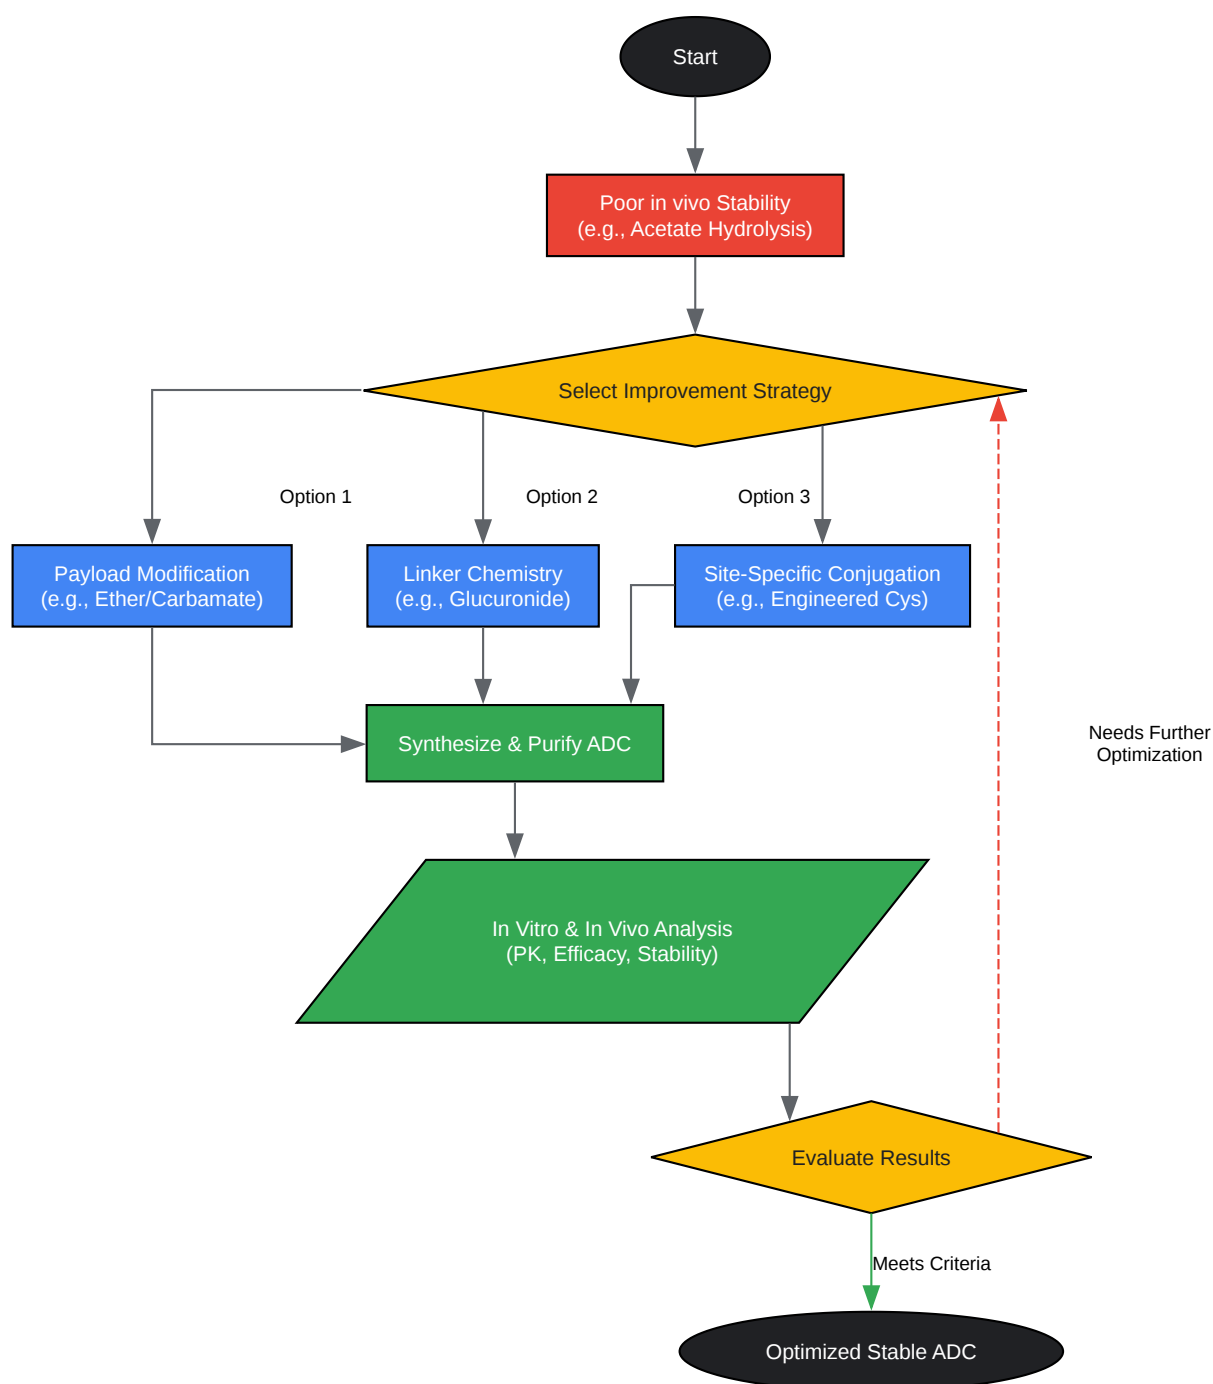 Start
Poor in vivo Stability
(e.g., Acetate Hydrolysis)
Select Improvement Strategy
Option 1
Option 2
Option 3
Payload Modification
(e.g., Ether/Carbamate)
Linker Chemistry
(e.g., Glucuronide)
Site-Specific Conjugation
(e.g., Engineered Cys)
Needs Further
Optimization
Synthesize & Purify ADC
In Vitro & In Vivo Analysis
(PK, Efficacy, Stability)
Evaluate Results
Meets Criteria
Optimized Stable ADC